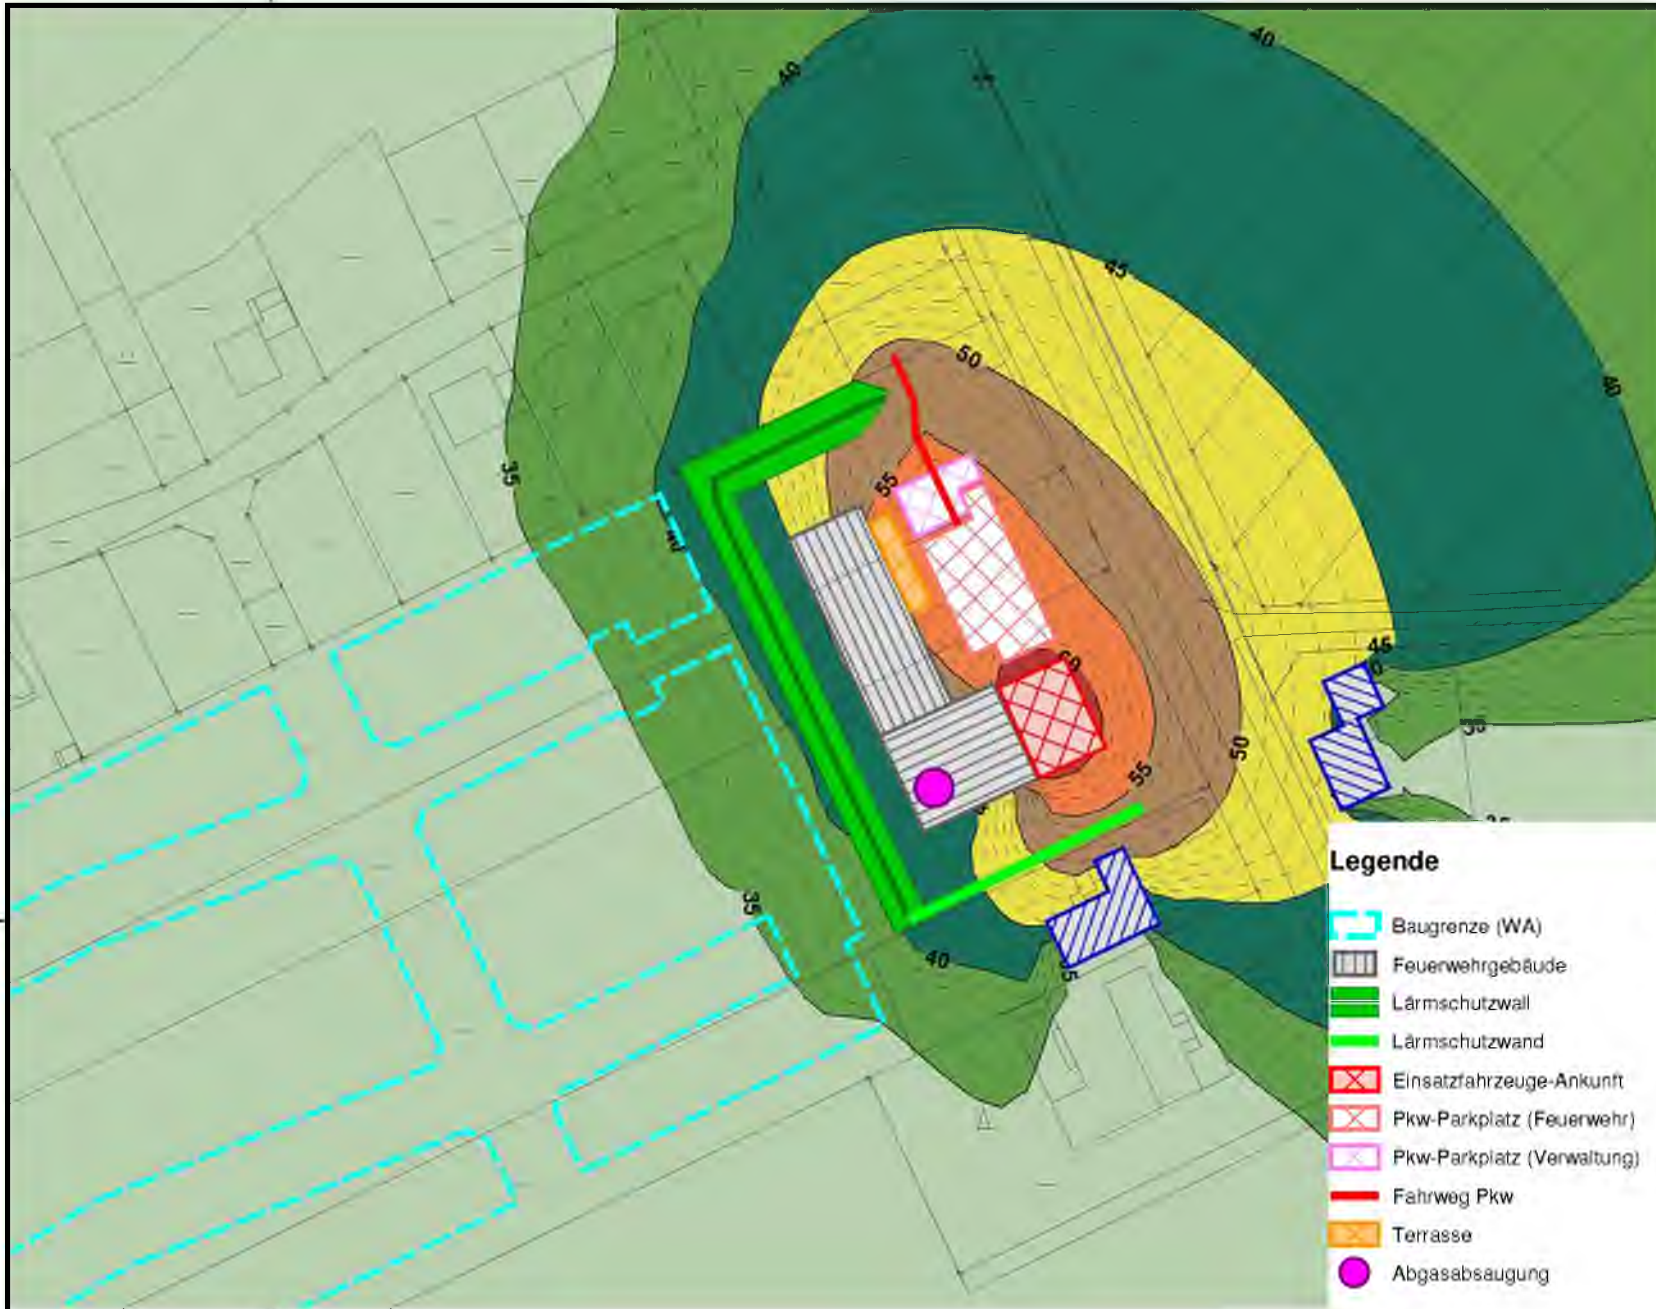 40
40
45
50
40
35
55
40
60
45
50
55
35
35
40
Legende
Baugrenze (WA)
Feuerwehrgebäude
Lärmschutzwall
Lärmschutzwand
Einsatzfahrzeuge-Ankunft
Pkw-Parkplatz (Feuerwehr)
Pkw-Parkplatz (Verwaltung)
Fahrweg Pkw
Terrasse
Abgasabsaugung